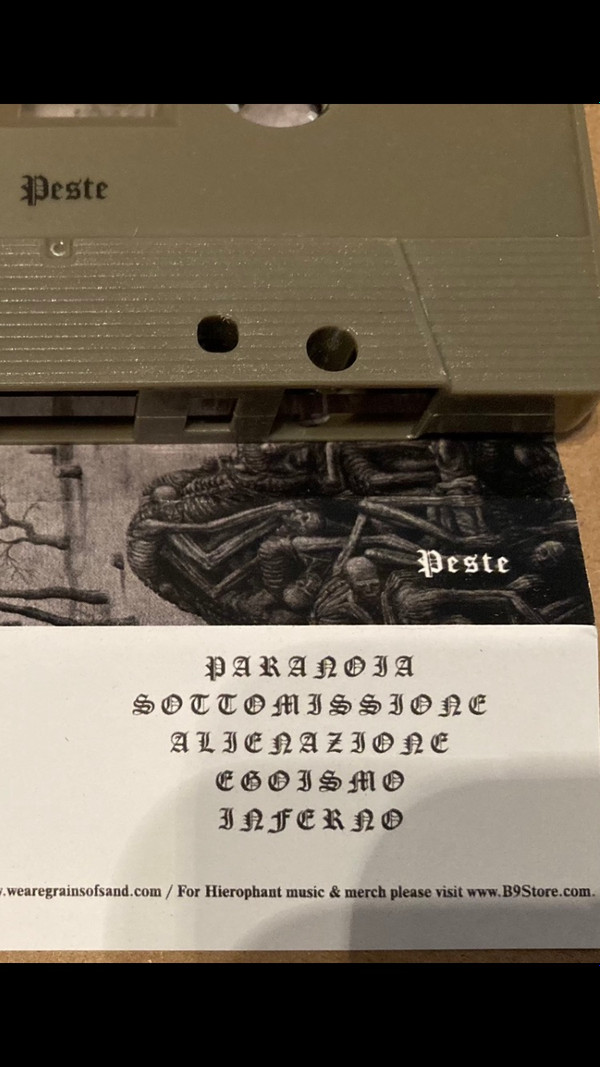 Peste
Peste
PARANOIA
SOTTOMISSIONE
ALIENAZIONE
EGOISMO
INFERNO
.wearegrainsofsand.com / For Hierophant music & merch please visit www.B9Store.com.